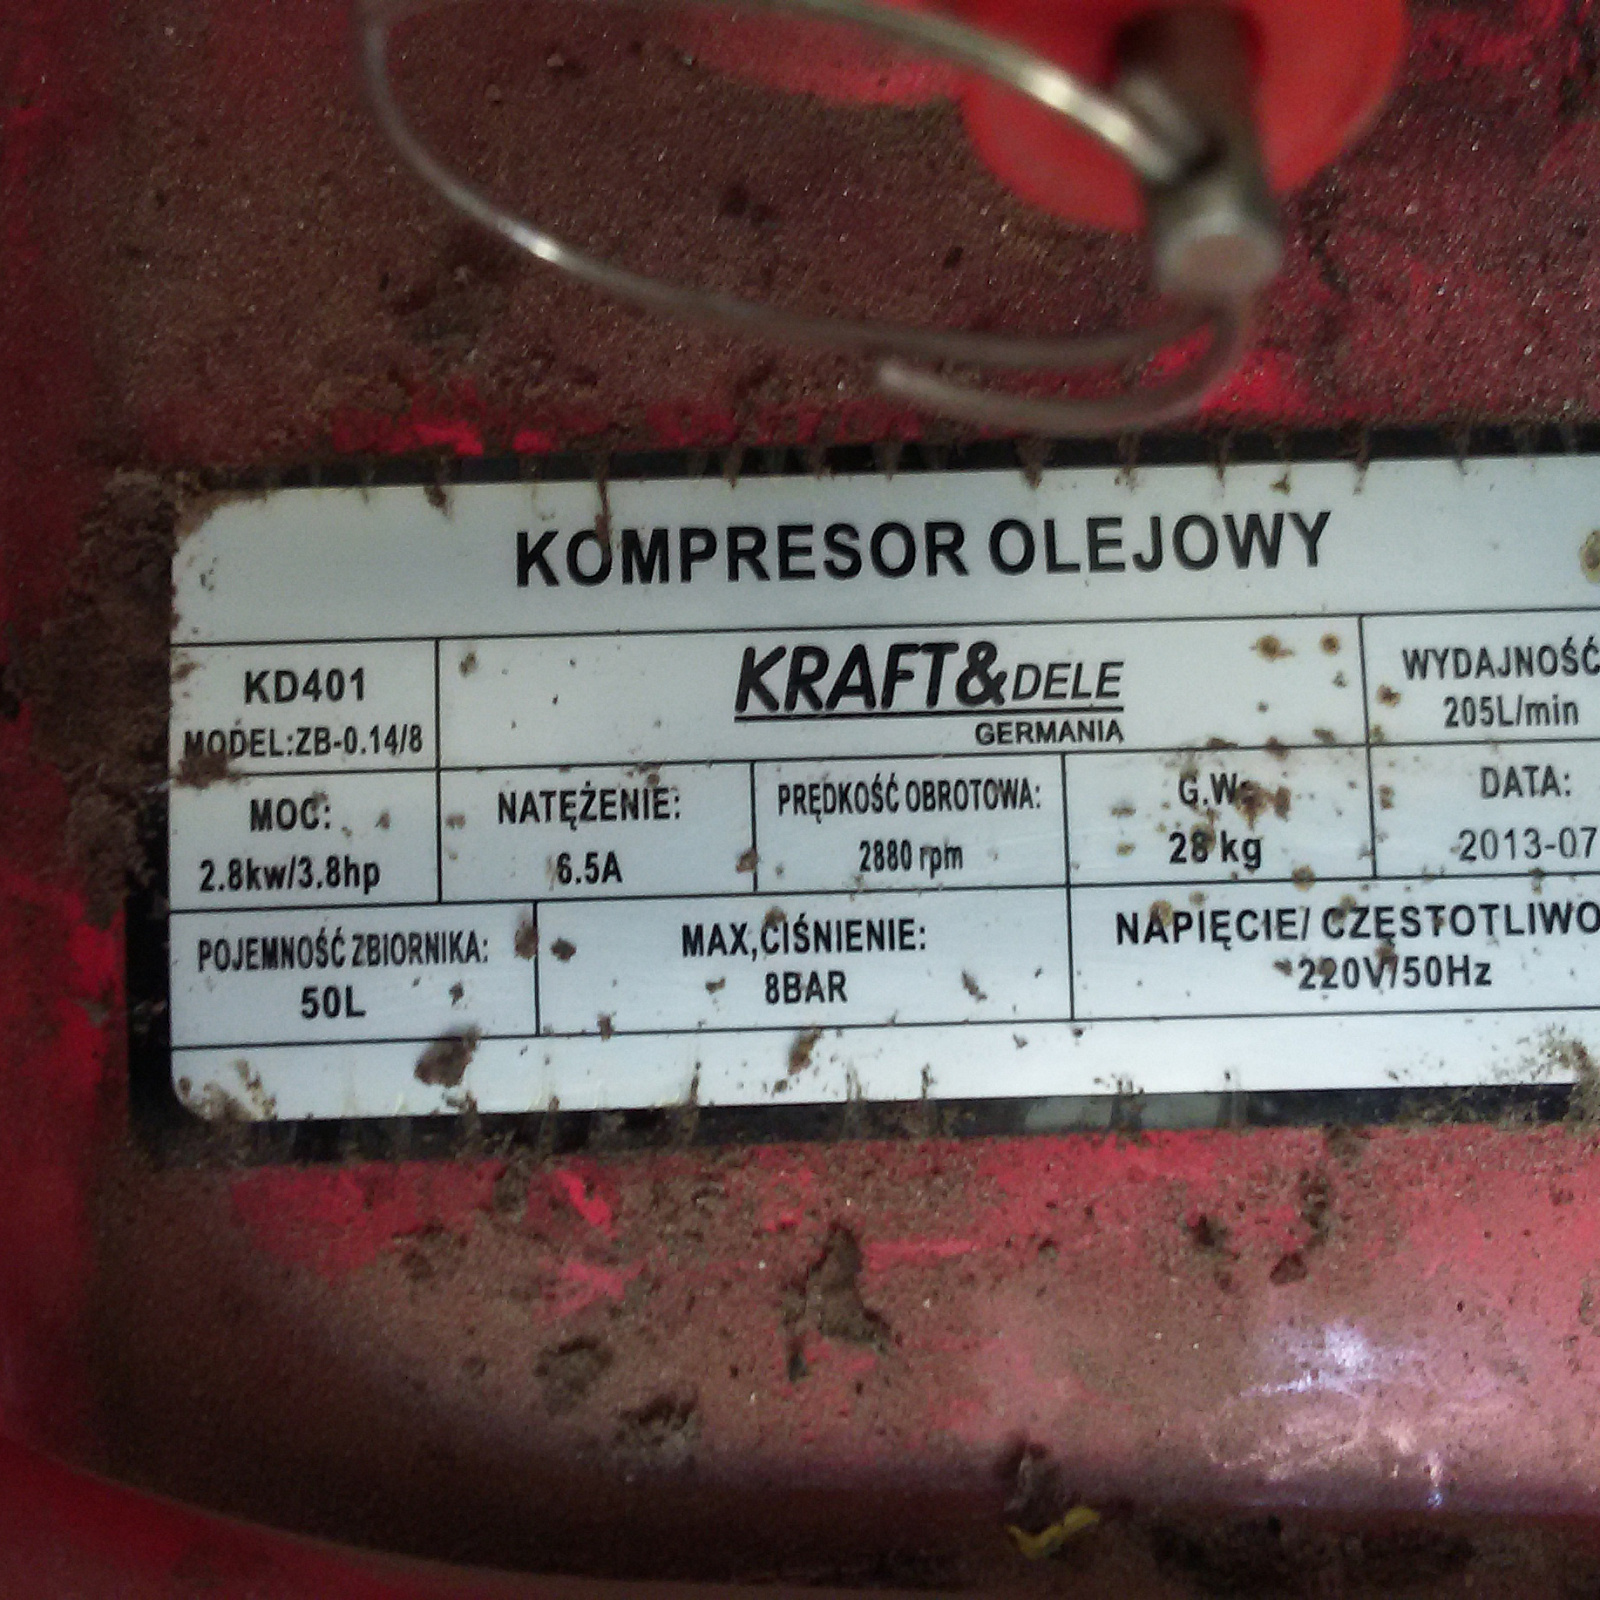 KOMPRESOR OLEJOWY
KD401
MODEL:ZB-0.14/8
KRAFT&DELE
GERMANIA
WYDAJNOŚĆ
205L/min
MOC:
2.8kw/3.8hp
NATĘŻENIE:
6.5A
PRĘDKOŚĆ OBROTOWA:
2880 rpm
G.W:
28 kg
DATA:
2013-07
POJEMNOŚĆ ZBIORNIKA:
50L
MAX,CIŚNIENIE:
8BAR
NAPIĘCIE/ CZĘSTOTLIWO
220V/50Hz